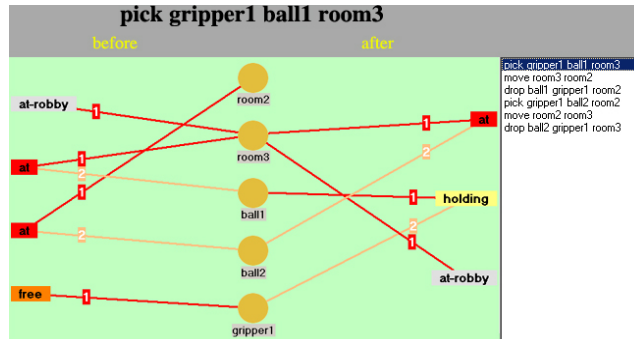 pick gripper1 ball1 room3
before
after
pick gripper1 ball1 room3
move room3 room2
drop ball1 gripper1 room2
pick gripper1 ball2 room2
move room2 room3
drop ball2 gripper1 room3
room2
at-robby
1
room3
1
at
1
at
2
1
ball1
1
holding
2
at
2
ball2
2
1
at-robby
free
1
gripper1